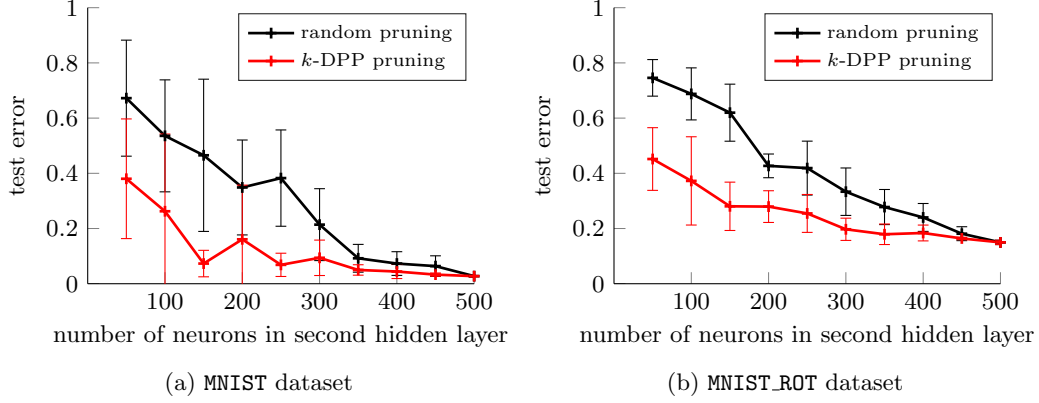 1
0.8
0.6
0.4
0.2
0
test error
random pruning
k-DPP pruning
100 200 300 400 500
number of neurons in second hidden layer
(a) MNIST dataset
1
0.8
0.6
0.4
0.2
0
test error
random pruning
k-DPP pruning
100 200 300 400 500
number of neurons in second hidden layer
(b) MNIST_ROT dataset